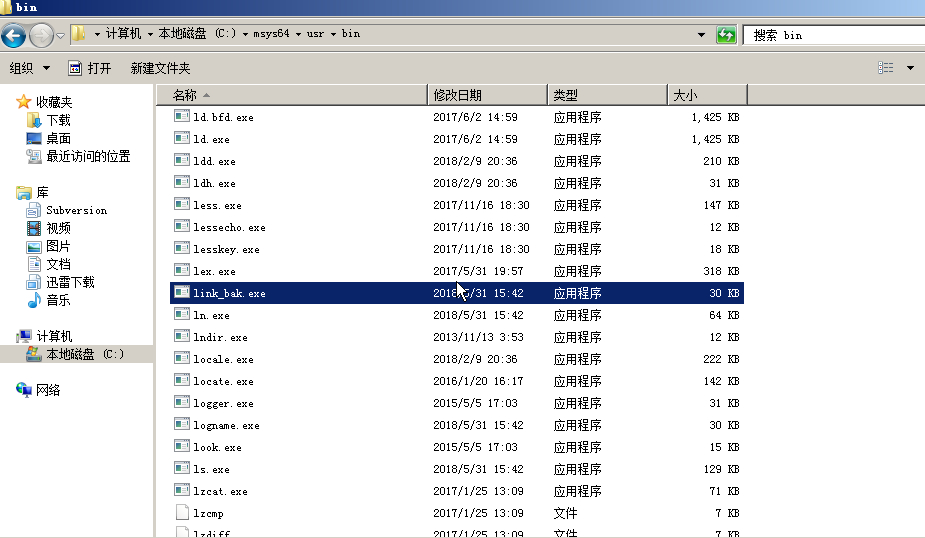 bin
计算机 本地磁盘 (C:) msys64 usr bin
搜索 bin
组织 打开 新建文件夹
收藏夹
下载
桌面
最近访问的位置
库
Subversion
视频
图片
文档
迅雷下载
音乐
计算机
本地磁盘 (C:)
网络
名称 修改日期 类型 大小
ld.bfd.exe 2017/6/2 14:59 应用程序 1,425 KB
ld.exe 2017/6/2 14:59 应用程序 1,425 KB
ldd.exe 2018/2/9 20:36 应用程序 210 KB
ldh.exe 2018/2/9 20:36 应用程序 31 KB
less.exe 2017/11/16 18:30 应用程序 147 KB
lessecho.exe 2017/11/16 18:30 应用程序 12 KB
lesskey.exe 2017/11/16 18:30 应用程序 18 KB
lex.exe 2017/5/31 19:57 应用程序 318 KB
link_bak.exe 2018/5/31 15:42 应用程序 30 KB
ln.exe 2018/5/31 15:42 应用程序 64 KB
lndir.exe 2013/11/13 3:53 应用程序 12 KB
locale.exe 2018/2/9 20:36 应用程序 222 KB
locate.exe 2016/1/20 16:17 应用程序 142 KB
logger.exe 2015/5/5 17:03 应用程序 31 KB
logname.exe 2018/5/31 15:42 应用程序 30 KB
look.exe 2015/5/5 17:03 应用程序 15 KB
ls.exe 2018/5/31 15:42 应用程序 129 KB
lzcat.exe 2017/1/25 13:09 应用程序 71 KB
lzcmp 2017/1/25 13:09 文件 7 KB
lzdiff 2017/1/25 13:09 文件 7 KB